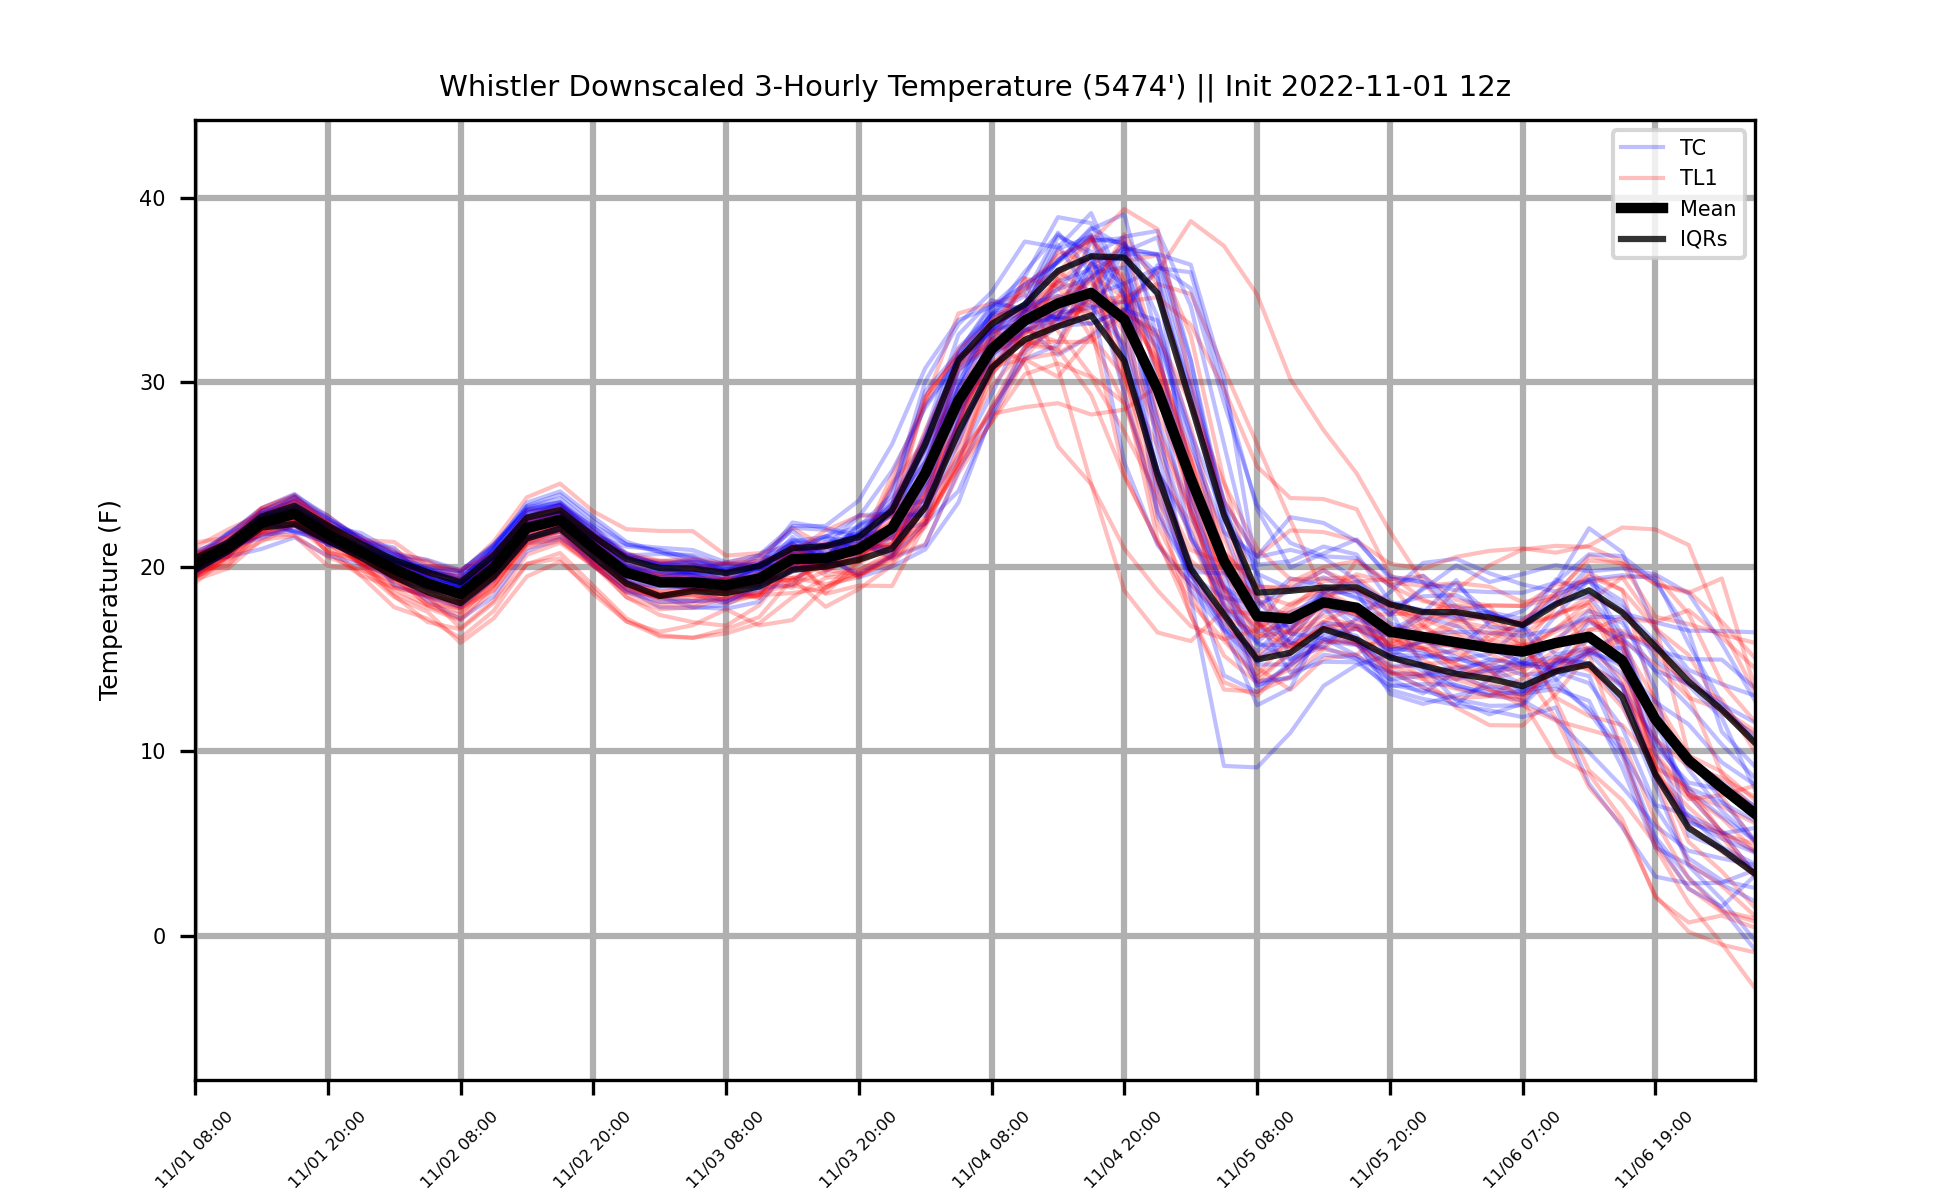 Whistler Downscaled 3-Hourly Temperature (5474') || Init 2022-11-01 12z
TC
TL1
Mean
IQRs
Temperature (F)
40
30
20
10
0
11/01 08:00
11/01 20:00
11/02 08:00
11/02 20:00
11/03 08:00
11/03 20:00
11/04 08:00
11/04 20:00
11/05 08:00
11/05 20:00
11/06 07:00
11/06 19:00